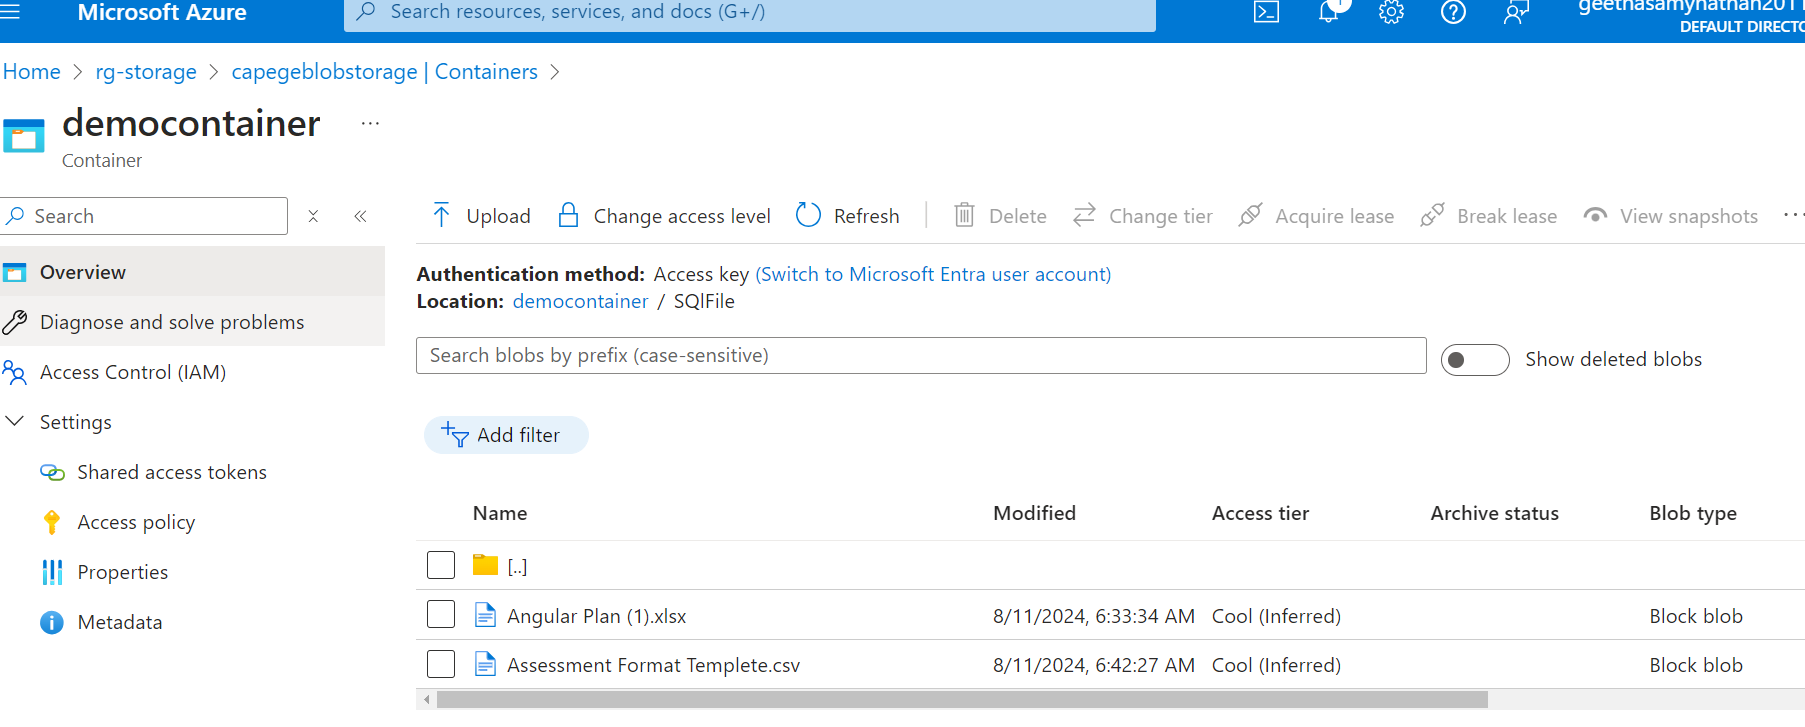 Microsoft Azure
Search resources, services, and docs (G+/)
1
DEFAULT DIRECTO
Home > rg-storage > capegeblobstorage | Containers >
democontainer ...
Container
Search
Upload Change access level Refresh Delete Change tier Acquire lease Break lease View snapshots ...
Overview
Diagnose and solve problems
Access Control (IAM)
Settings
Shared access tokens
Access policy
Properties
Metadata
Authentication method: Access key (Switch to Microsoft Entra user account)
Location: democontainer / SQlFile
Search blobs by prefix (case-sensitive)
Show deleted blobs
Add filter
Name Modified Access tier Archive status Blob type
[..]
Angular Plan (1).xlsx 8/11/2024, 6:33:34 AM Cool (Inferred) Block blob
Assessment Format Templete.csv 8/11/2024, 6:42:27 AM Cool (Inferred) Block blob